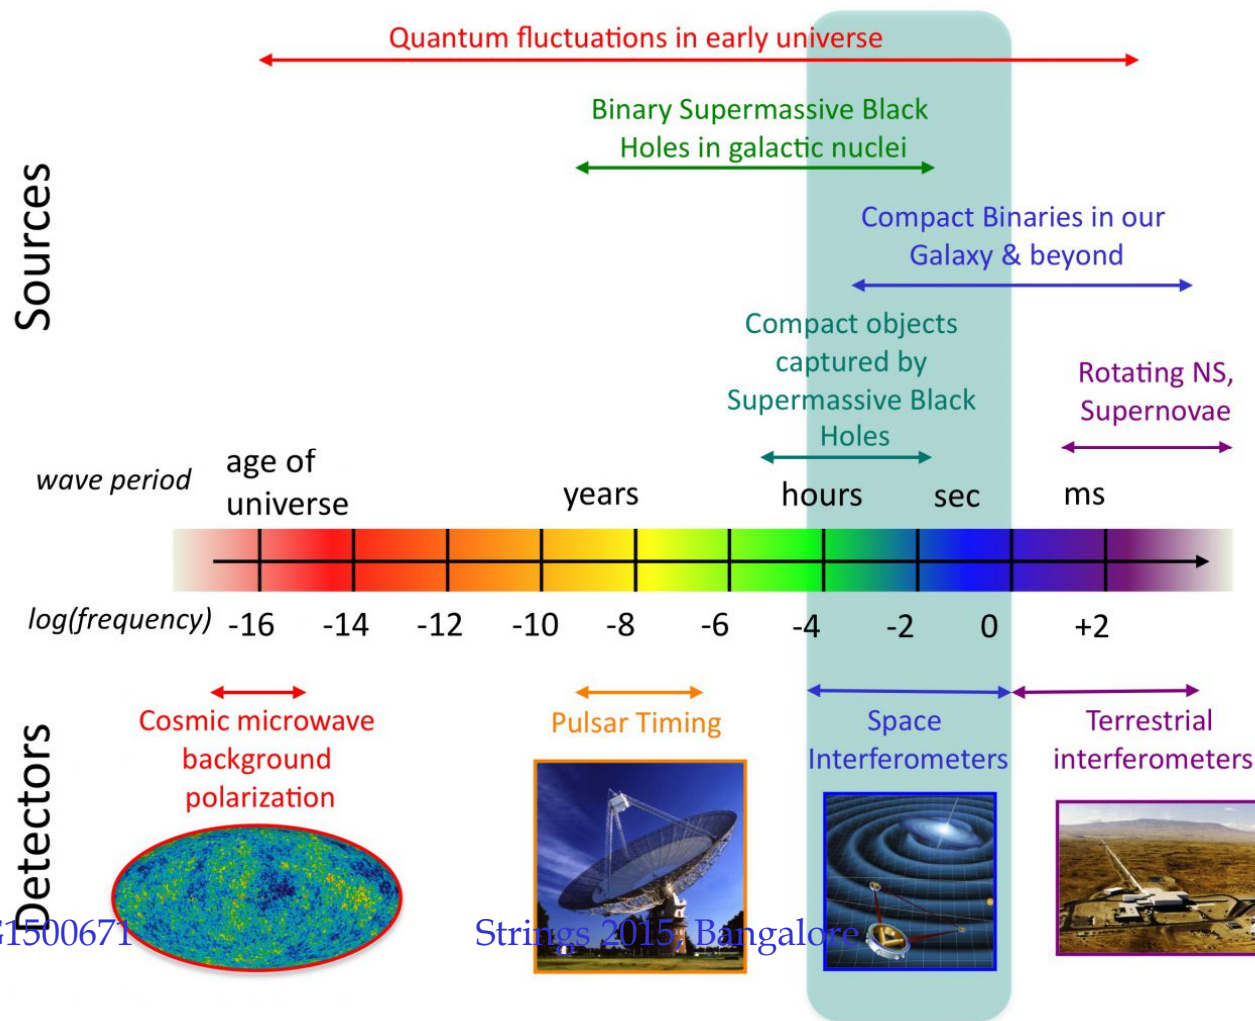 Quantum fluctuations in early universe
Binary Supermassive Black
Holes in galactic nuclei
Sources
Compact Binaries in our
Galaxy & beyond
Compact objects
captured by
Supermassive Black
Holes
Rotating NS,
Supernovae
wave period
age of
universe
years
hours
sec
ms
log(frequency)
-16
-14
-12
-10
-8
-6
-4
-2
0
+2
Detectors
Cosmic microwave
background
polarization
Pulsar Timing
Space
Interferometers
Terrestrial
interferometers
G1500671
Strings 2015, Bangalore